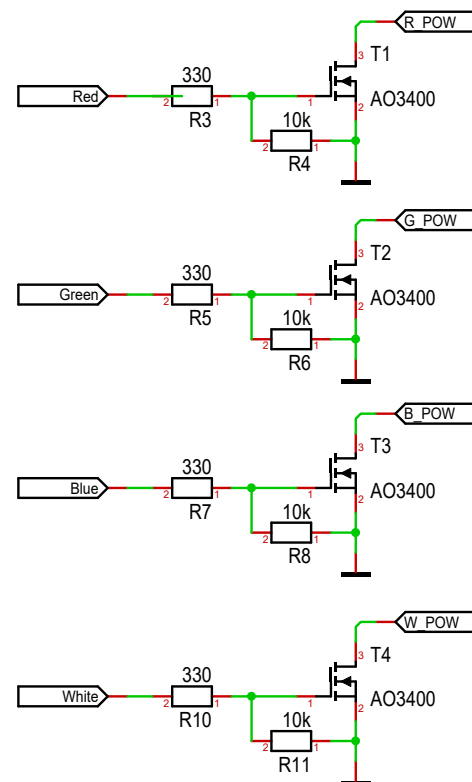 R_POW
3
T1
330
Red
2
1
1
AO3400
R3
2
10k
2
1
R4
G_POW
3
T2
330
Green
2
1
1
AO3400
R5
2
10k
2
1
R6
B_POW
3
T3
330
Blue
2
1
1
AO3400
R7
2
10k
2
1
R8
W_POW
3
T4
330
White
2
1
1
AO3400
R10
2
10k
2
1
R11